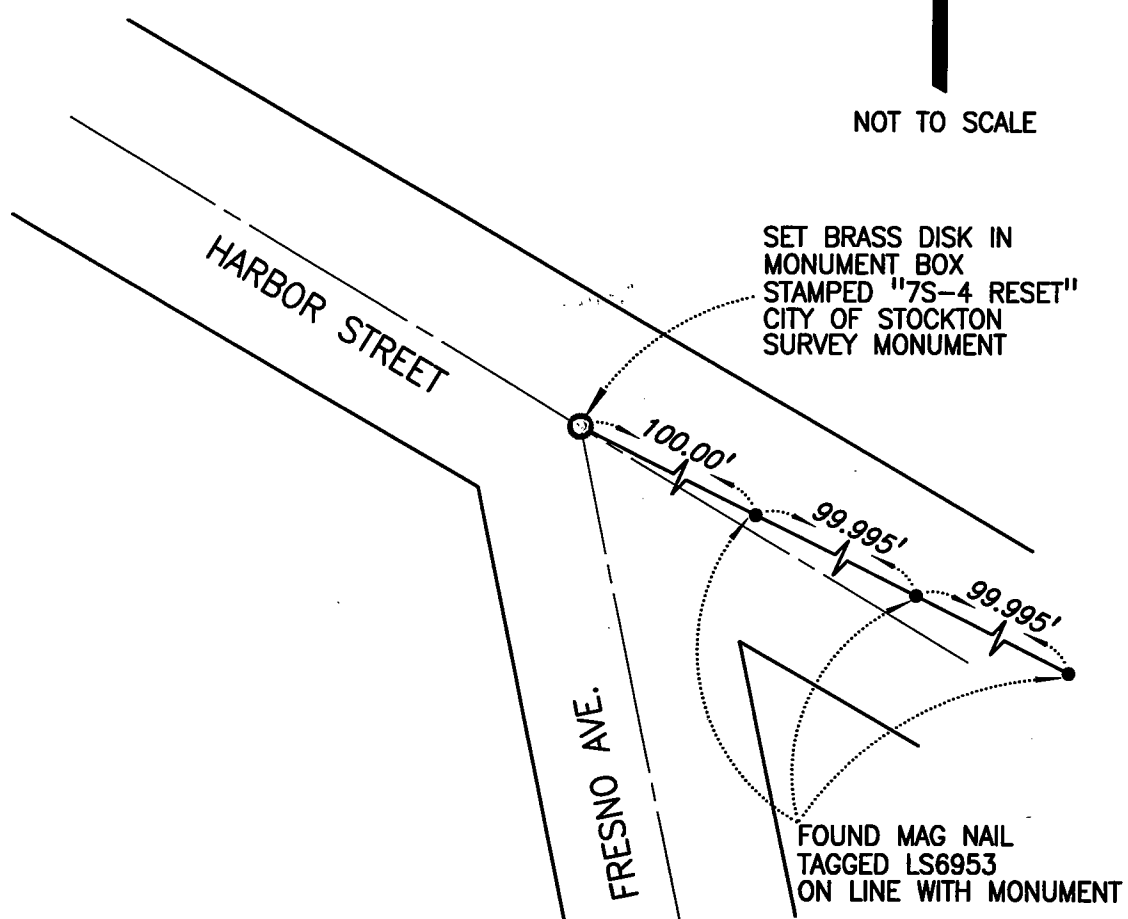 NOT TO SCALE
SET BRASS DISK IN
MONUMENT BOX
STAMPED "7S-4 RESET"
CITY OF STOCKTON
SURVEY MONUMENT
HARBOR STREET
100.00'
99.995'
99.995'
FRESNO AVE.
FOUND MAG NAIL
TAGGED LS6953
ON LINE WITH MONUMENT